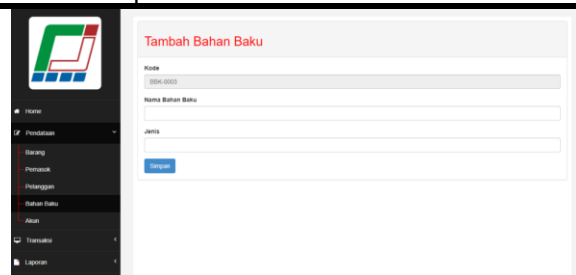 Tambah Bahan Baku
Kode
BBK-0003
Nama Bahan Baku
Jenis
Simpan
Home
Pendataan
Barang
Pemasok
Pelanggan
Bahan Baku
Akun
Transaksi
Laporan